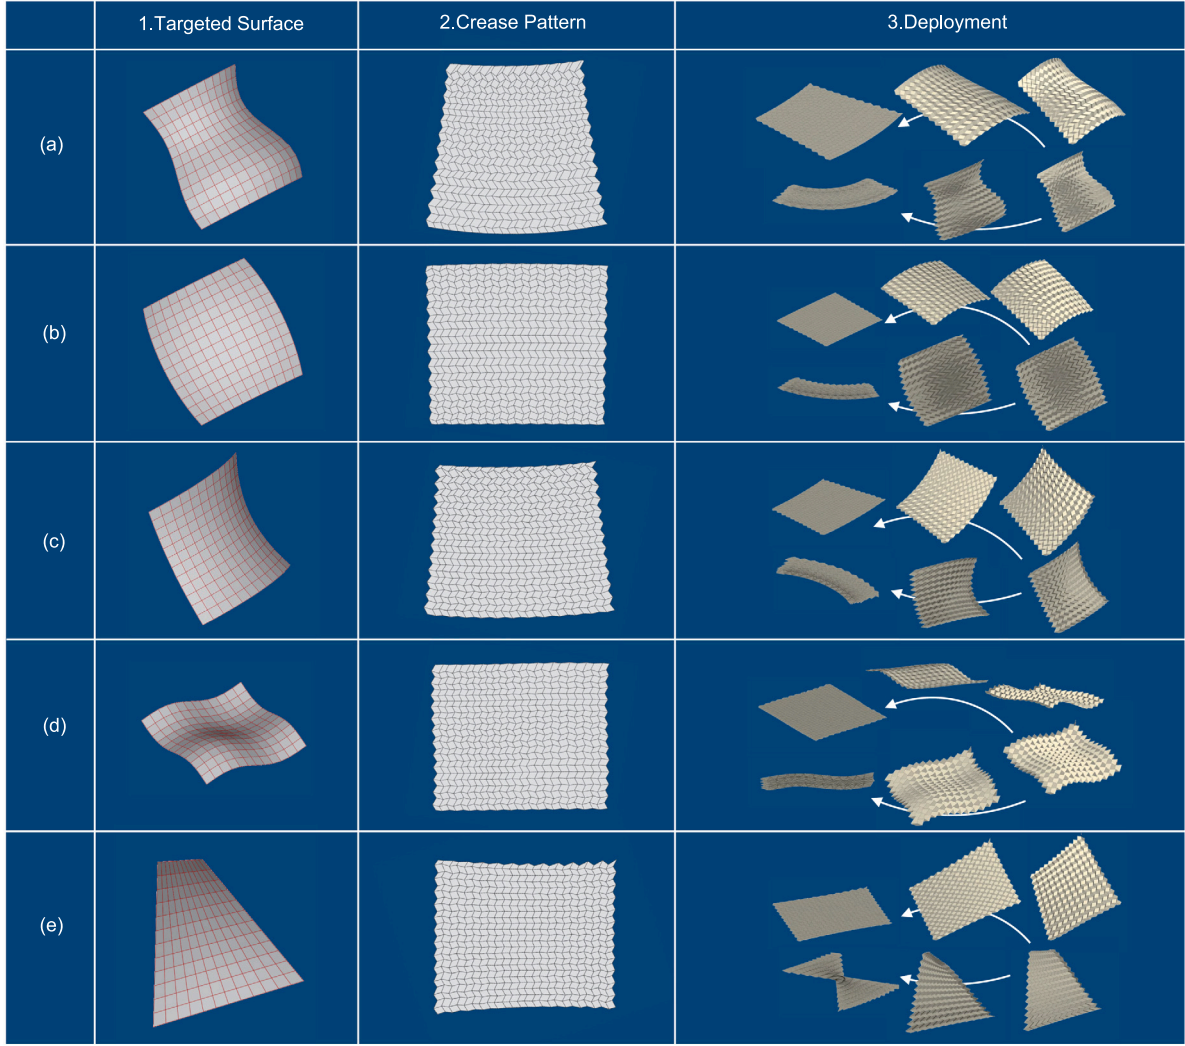 1.Targeted Surface
2.Crease Pattern
3.Deployment
(a)
(b)
(c)
(d)
(e)